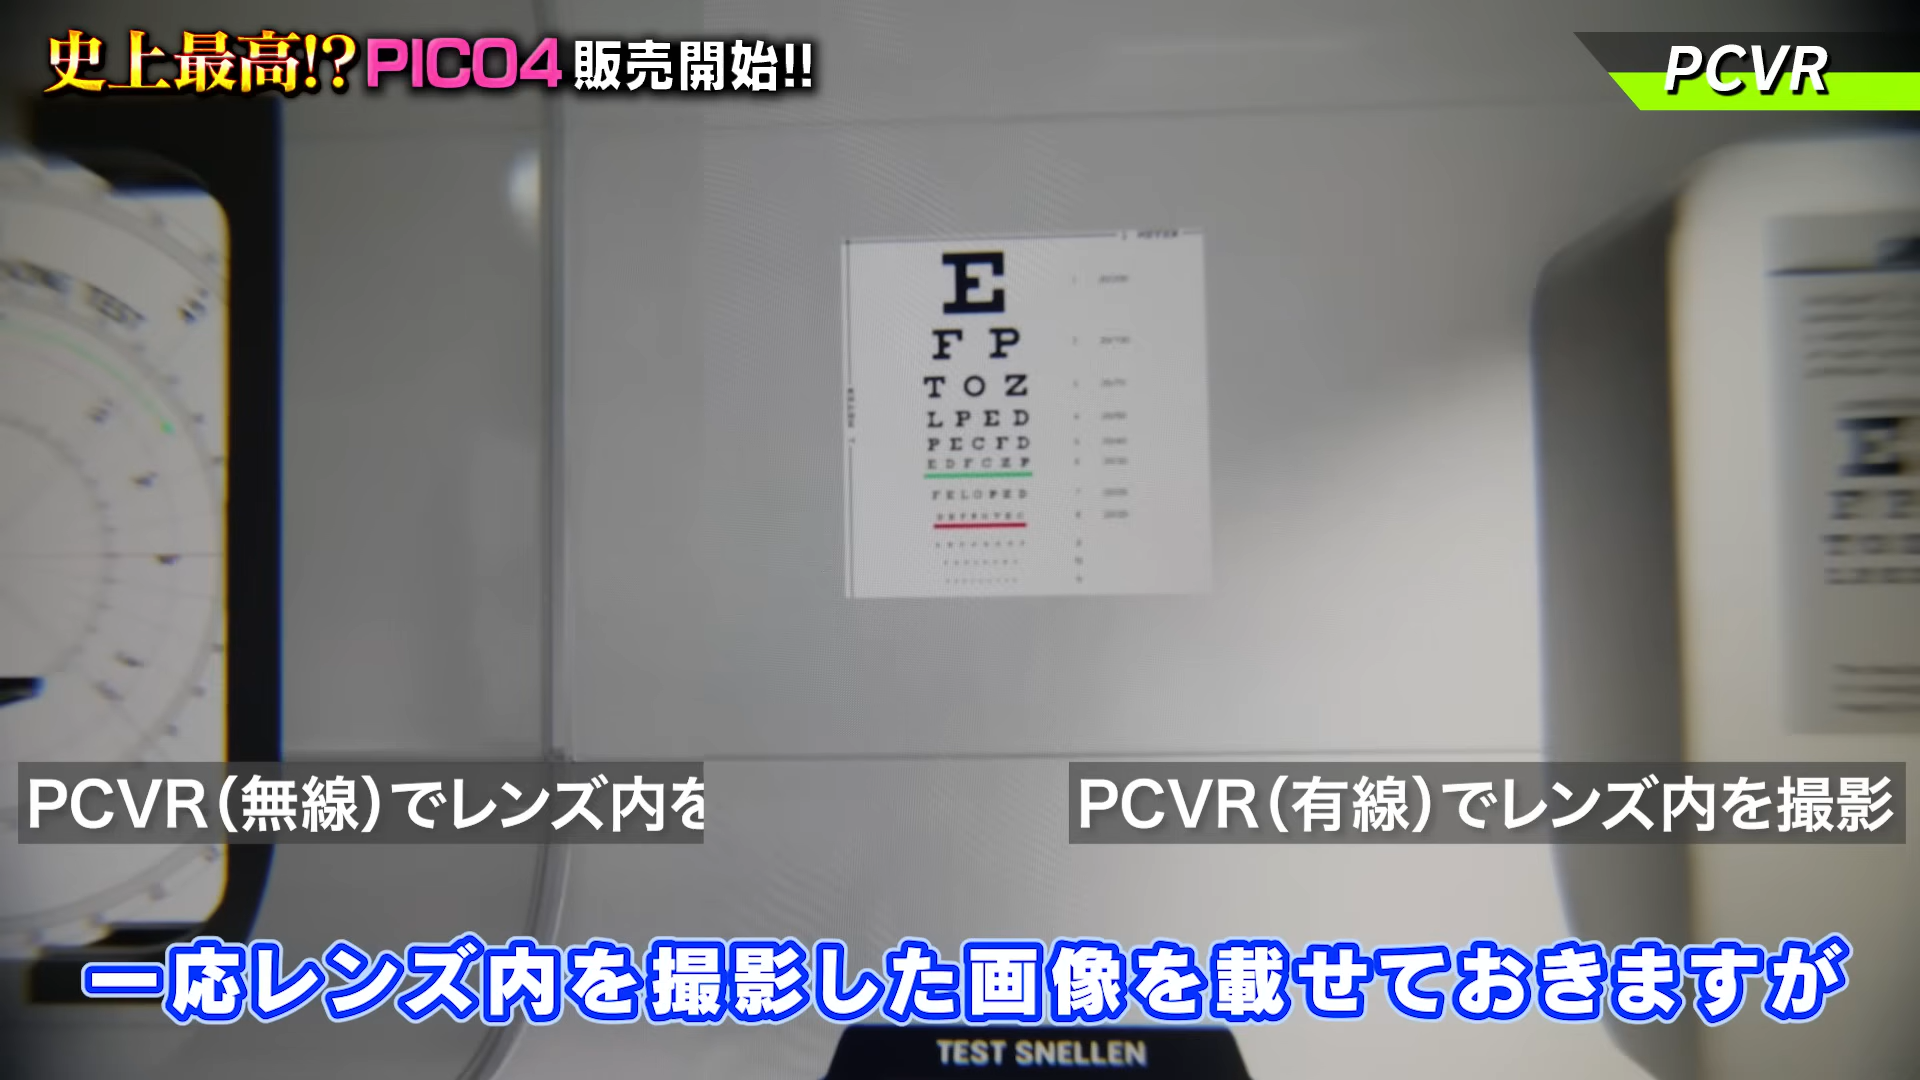 史上最高!?PICO4販売開始!!
PCVR
E
F P
T O Z
L P E D
P E C F D
E D F C Z P
F E L O P Z D
TEST
PCVR(無線)でレンズ内を
PCVR(有線)でレンズ内を撮影
一応レンズ内を撮影した画像を載せておきますが
TEST SNELLEN